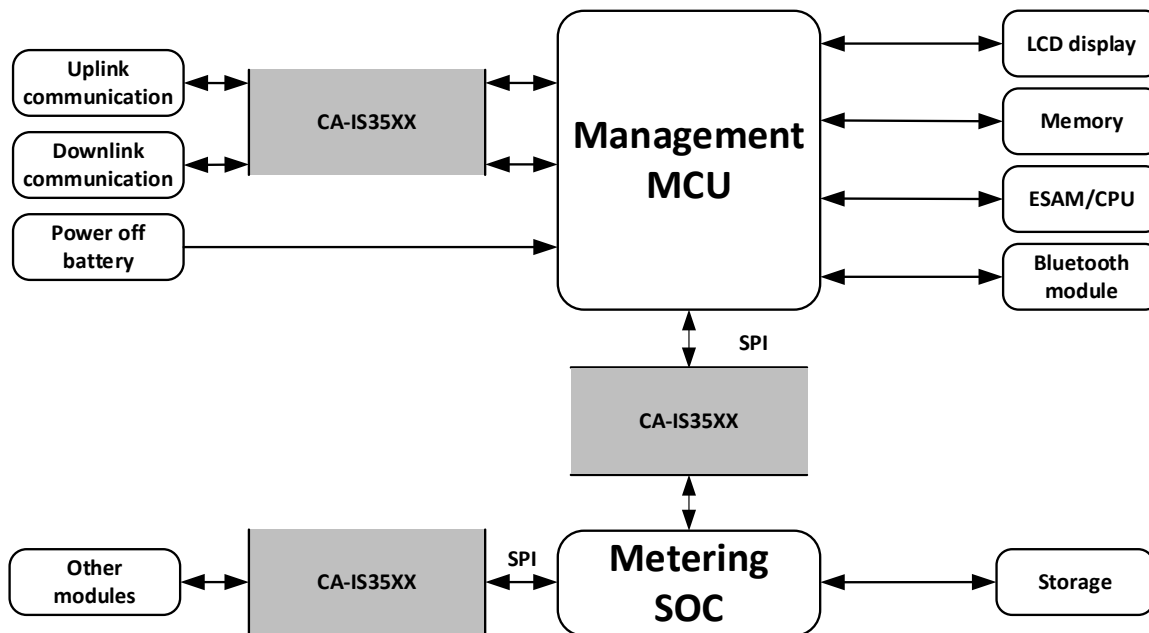 Uplink
communication
CA-IS35XX
Downlink
communication
Power off
battery
Management
MCU
LCD display
Memory
ESAM/CPU
Bluetooth
module
SPI
CA-IS35XX
Other
modules
CA-IS35XX
SPI
Metering
SOC
Storage